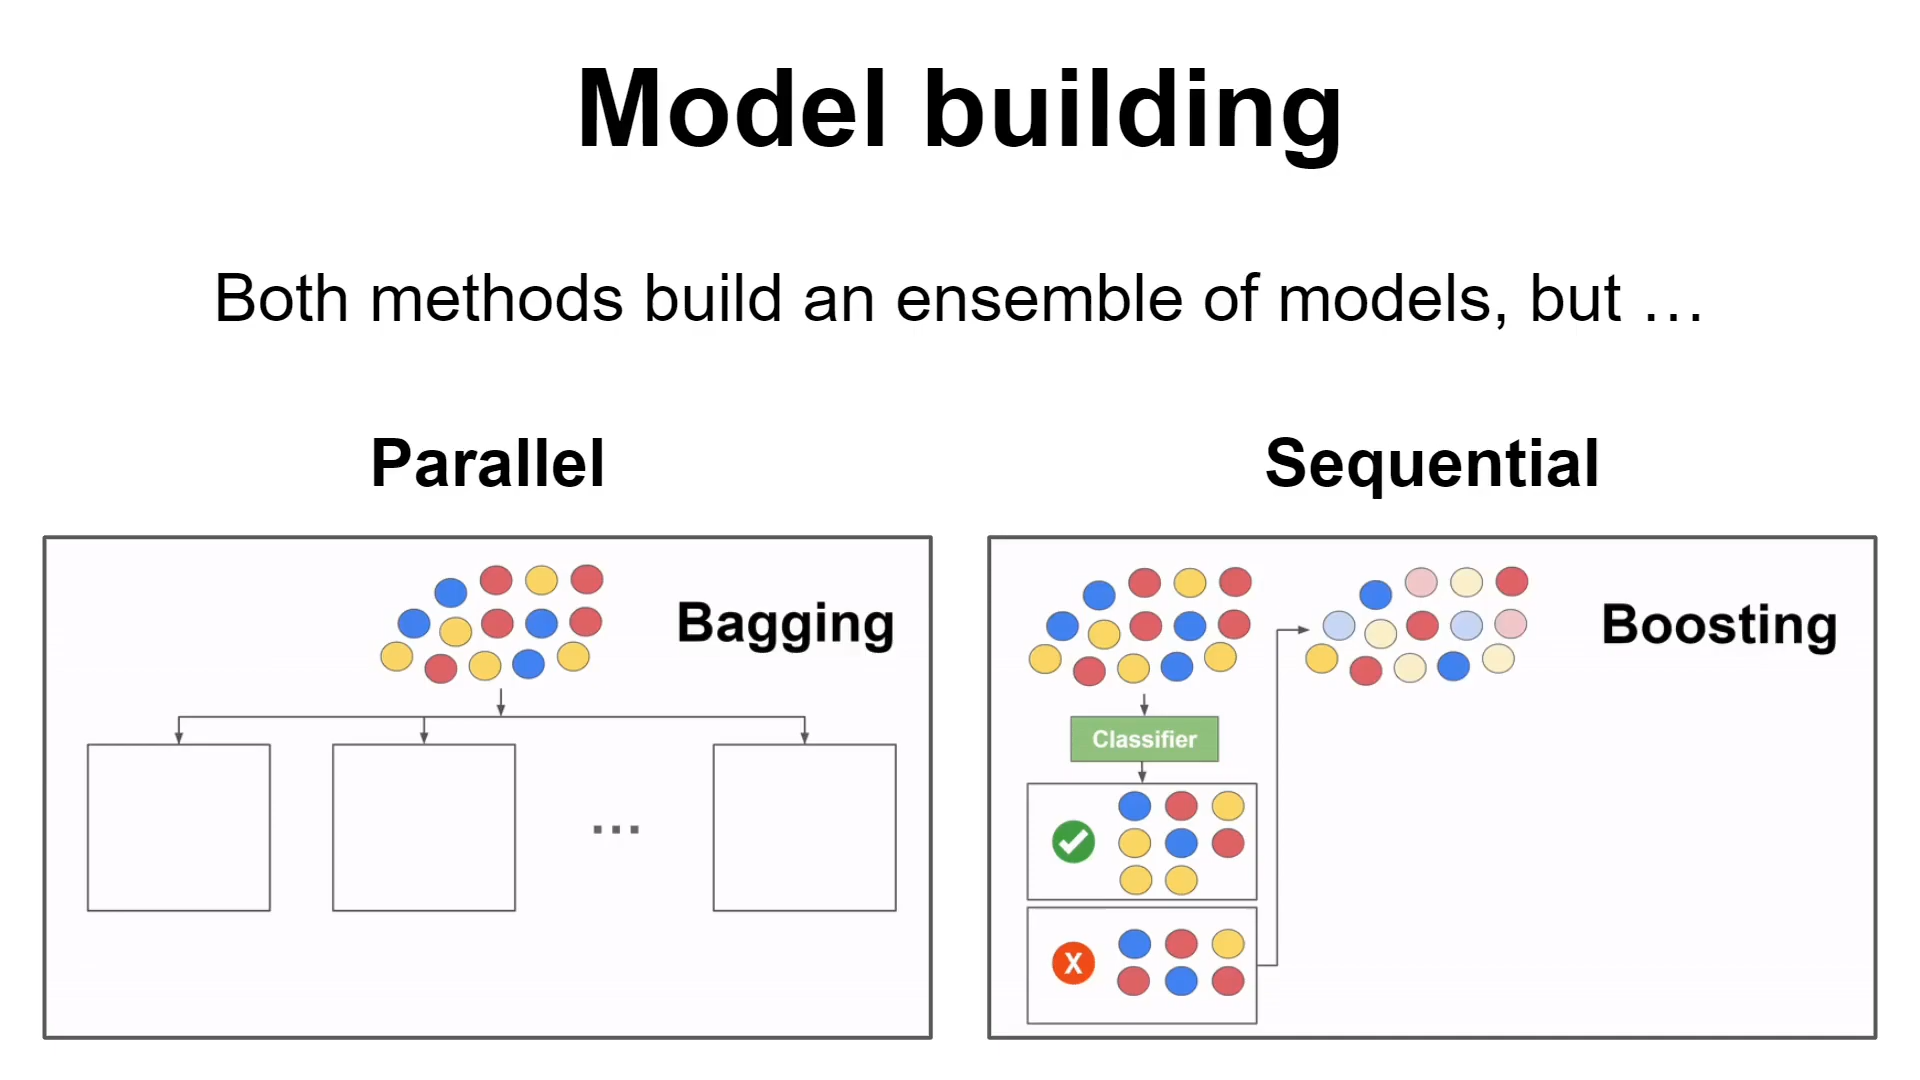 Model building
Both methods build an ensemble of models, but …
Parallel
Sequential
Bagging
...
Boosting
Classifier
X